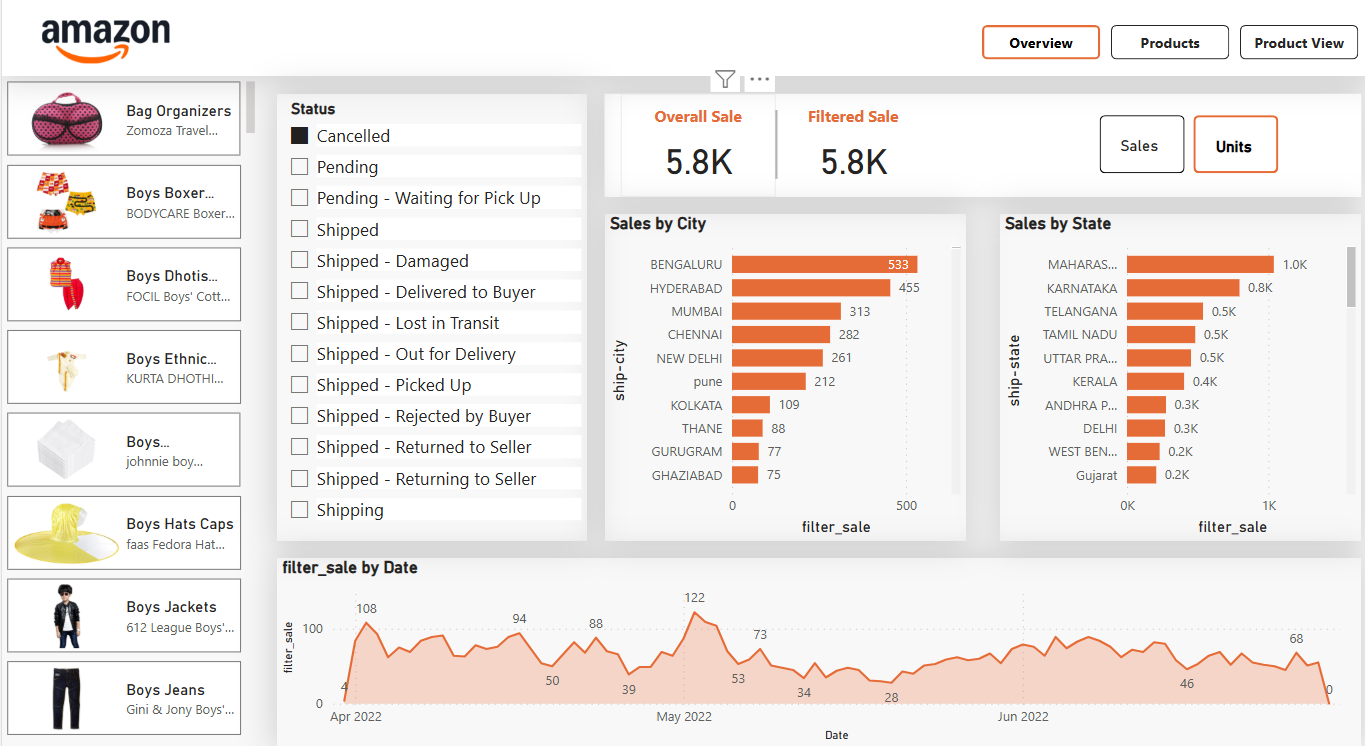 amazon
Overview
Products
Product View
Bag Organizers
Zomoza Travel...
Boys Boxer...
BODYCARE Boxer...
Boys Dhotis...
FOCIL Boys' Cott...
Boys Ethnic...
KURTA DHOTHI...
Boys...
johnnie boy...
Boys Hats Caps
faas Fedora Hat...
Boys Jackets
612 League Boys'...
Boys Jeans
Gini & Jony Boys'...
Status
Cancelled
Pending
Pending - Waiting for Pick Up
Shipped
Shipped - Damaged
Shipped - Delivered to Buyer
Shipped - Lost in Transit
Shipped - Out for Delivery
Shipped - Picked Up
Shipped - Rejected by Buyer
Shipped - Returned to Seller
Shipped - Returning to Seller
Shipping
Overall Sale
5.8K
Filtered Sale
5.8K
Sales
Units
Sales by City
ship-city
BENGALURU 533
HYDERABAD 455
MUMBAI 313
CHENNAI 282
NEW DELHI 261
pune 212
KOLKATA 109
THANE 88
GURUGRAM 77
GHAZIABAD 75
0 500
filter_sale
Sales by State
ship-state
MAHARAS... 1.0K
KARNATAKA 0.8K
TELANGANA 0.5K
TAMIL NADU 0.5K
UTTAR PRA... 0.5K
KERALA 0.4K
ANDHRA P... 0.3K
DELHI 0.3K
WEST BEN... 0.2K
Gujarat 0.2K
0K 1K
filter_sale
filter_sale by Date
filter_sale
100
0
4 108 94 50 88 39 122 53 73 34 28 46 68 0
Apr 2022 May 2022 Jun 2022
Date